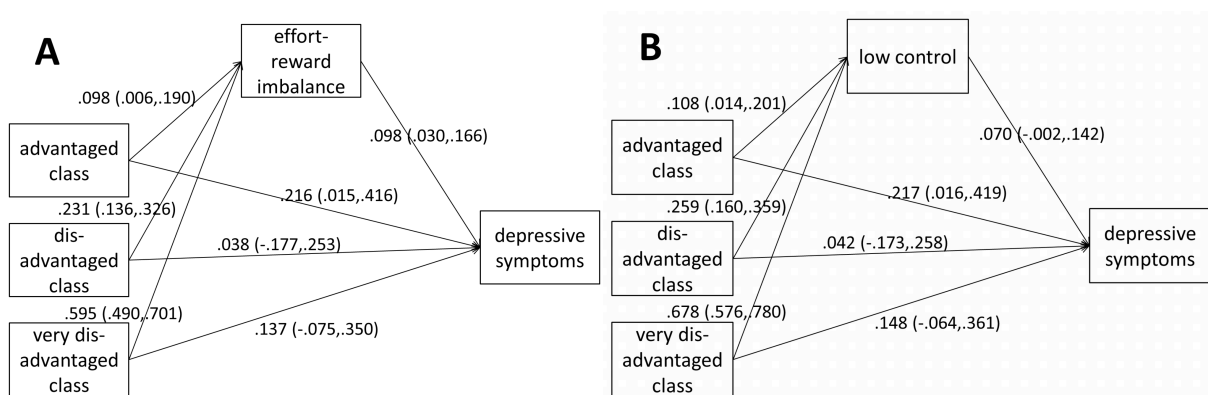 A
effort-
reward
imbalance
.098 (.006,.190)
.098 (.030,.166)
advantaged
class
.216 (.015,.416)
.231 (.136,.326)
dis-
advantaged
class
.038 (-.177,.253)
depressive
symptoms
.595 (.490,.701)
very dis-
advantaged
class
.137 (-.075,.350)
B
low control
.108 (.014,.201)
.070 (-.002,.142)
advantaged
class
.217 (.016,.419)
.259 (.160,.359)
dis-
advantaged
class
.042 (-.173,.258)
depressive
symptoms
.678 (.576,.780)
very dis-
advantaged
class
.148 (-.064,.361)